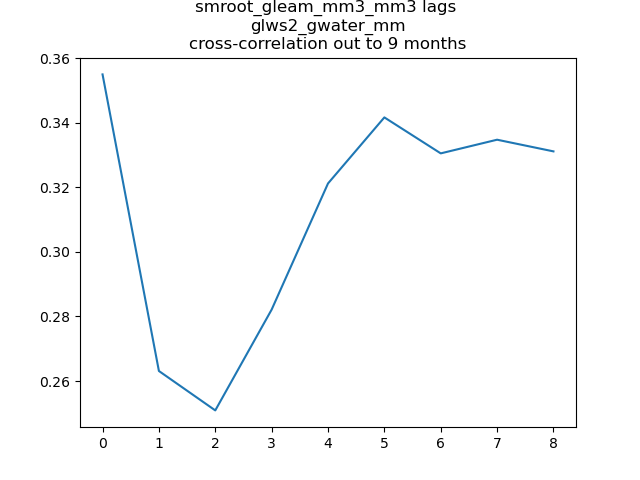 smroot_gleam_mm3_mm3 lags
glws2_gwater_mm
cross-correlation out to 9 months
0.36
0.34
0.32
0.30
0.28
0.26
0 1 2 3 4 5 6 7 8